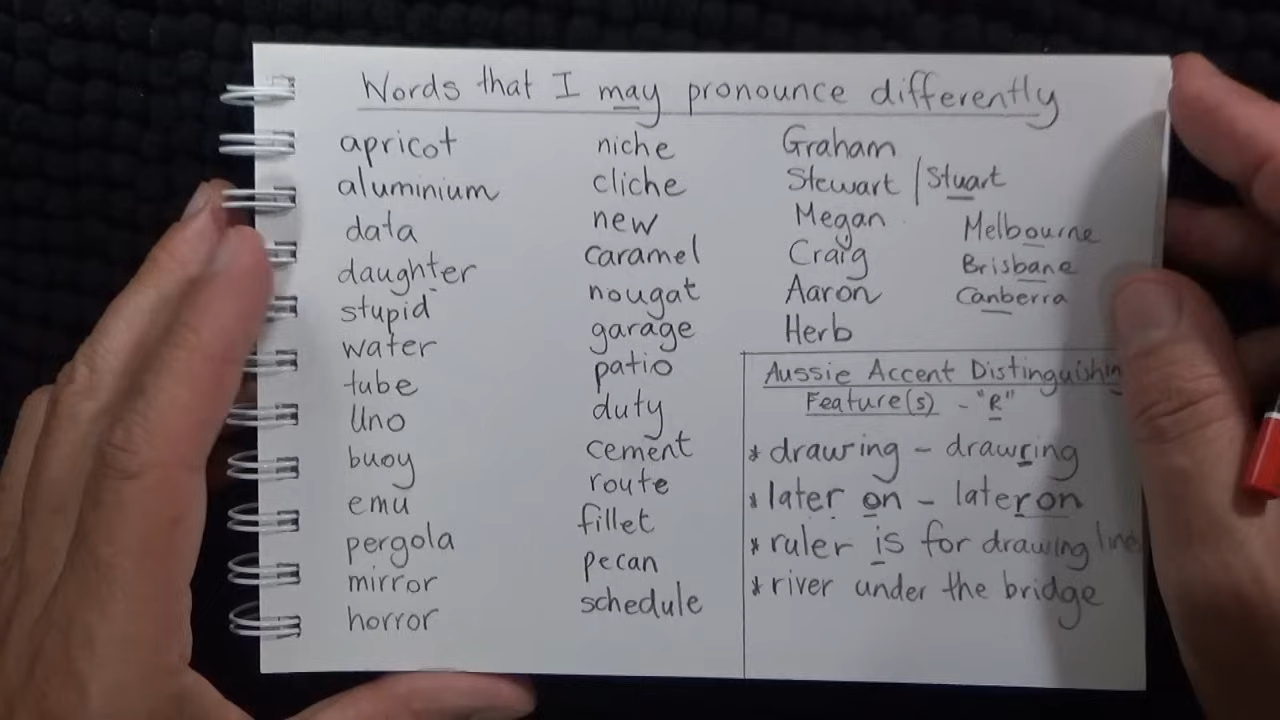 Words that I may pronounce differently
apricot
aluminium
data
daughter
stupid
water
tube
Uno
buoy
emu
pergola
mirror
horror
niche
cliche
new
caramel
nougat
garage
patio
duty
cement
route
fillet
pecan
schedule
Graham
Stewart / Stuart
Megan
Craig
Aaron
Herb
Melbourne
Brisbane
Canberra
Aussie Accent Distinguishin
Feature(s) - "R"
* drawring - drawring
* later on - later on
* ruler is for drawing line
* river under the bridge